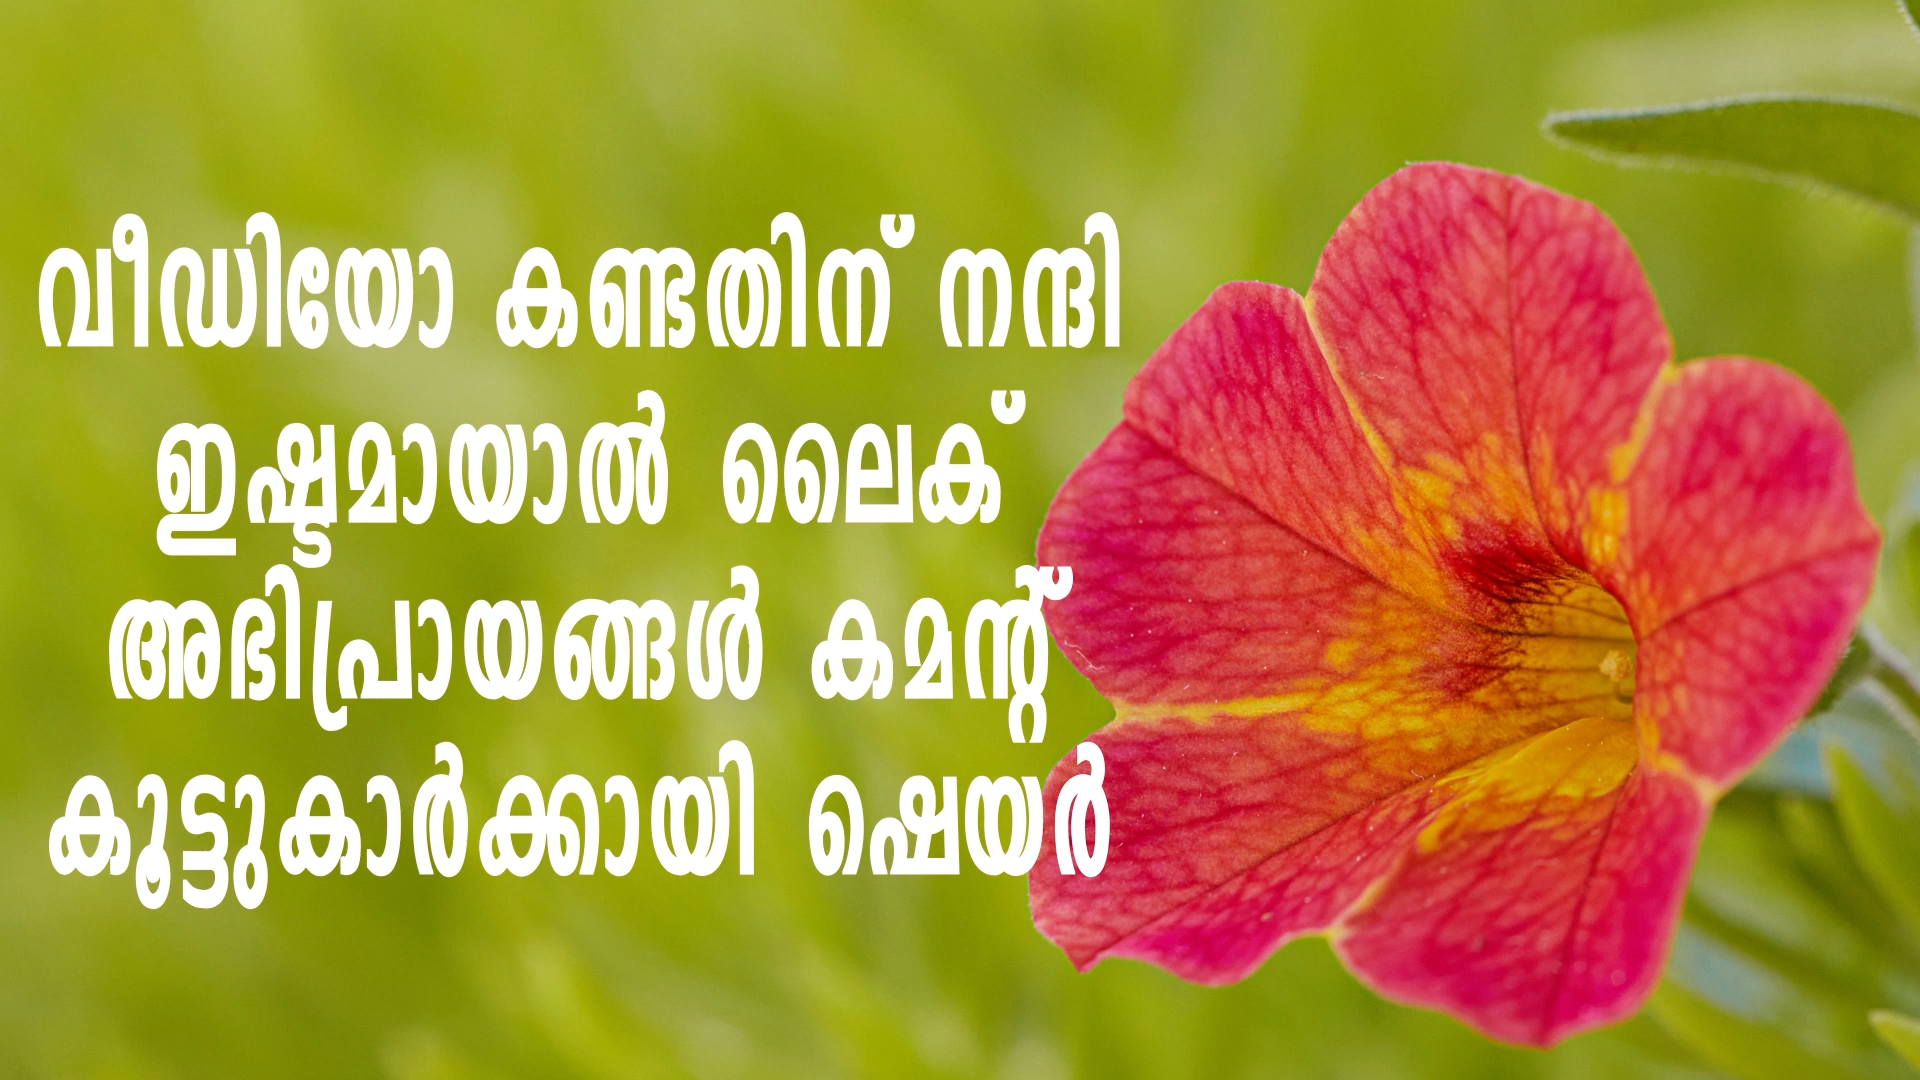 വീഡിയോ കണ്ടതിന് നന്ദി
ഇഷ്ടമായാൽ ലൈക്
അഭിപ്രായങ്ങൾ കമന്റ്
കൂട്ടുകാർക്കായി ഷെയർ